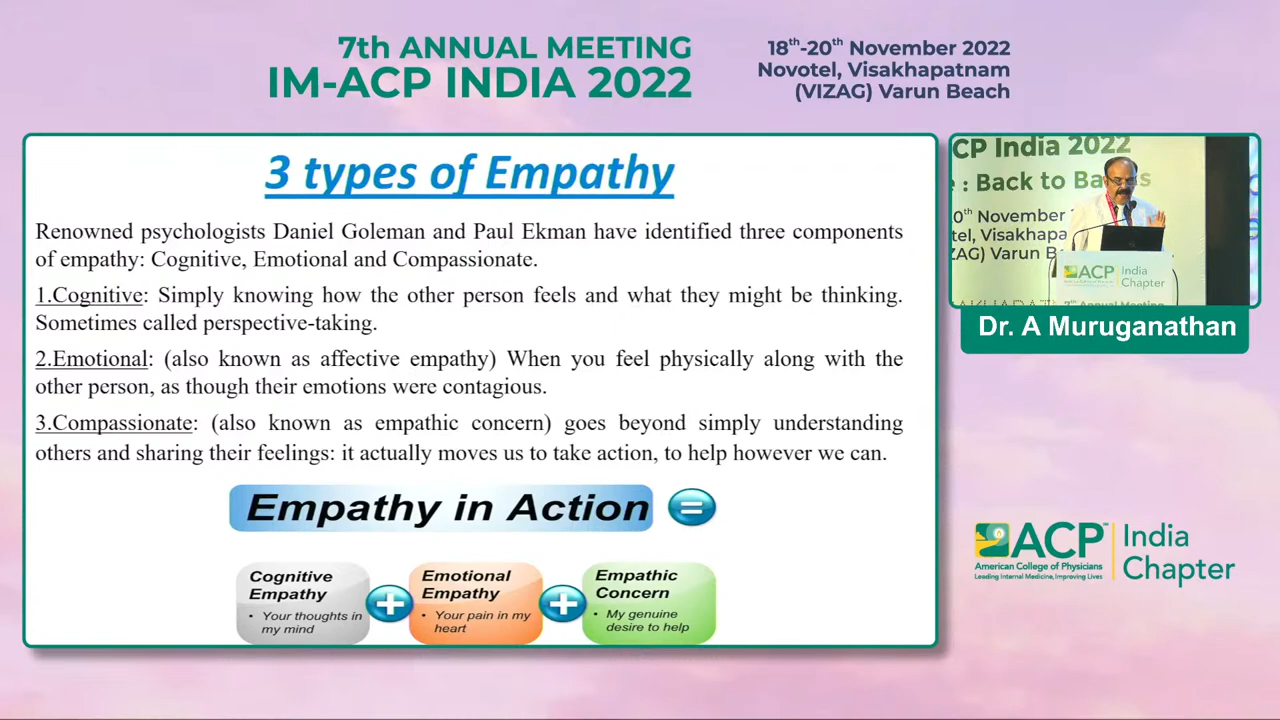 7th ANNUAL MEETING
IM-ACP INDIA 2022
18th-20th November 2022
Novotel, Visakhapatnam
(VIZAG) Varun Beach
3 types of Empathy
Renowned psychologists Daniel Goleman and Paul Ekman have identified three components
of empathy: Cognitive, Emotional and Compassionate.
1.Cognitive: Simply knowing how the other person feels and what they might be thinking.
Sometimes called perspective-taking.
2.Emotional: (also known as affective empathy) When you feel physically along with the
other person, as though their emotions were contagious.
3.Compassionate: (also known as empathic concern) goes beyond simply understanding
others and sharing their feelings: it actually moves us to take action, to help however we can.
Empathy in Action =
Cognitive
Empathy
• Your thoughts in
my mind
+
Emotional
Empathy
• Your pain in my
heart
+
Empathic
Concern
• My genuine
desire to help
CP India 2022
: Back to Ba s
0th November
tel, Visakhapa
ZAG) Varun B
ACP India
Chapter
7th Annual Meeting
Dr. A Muruganathan
ACP™
American College of Physicians
Leading Internal Medicine, Improving Lives
India
Chapter